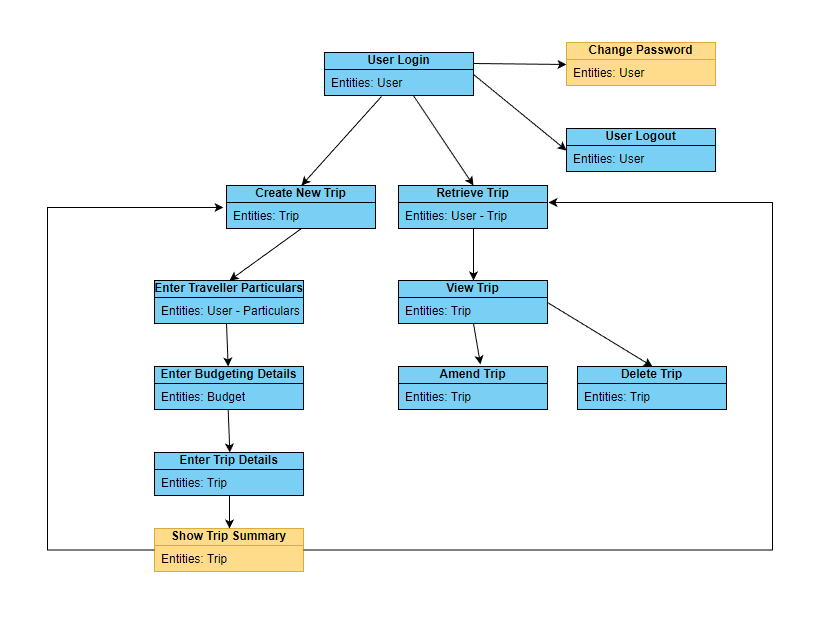 User Login
Entities: User
Change Password
Entities: User
User Logout
Entities: User
Create New Trip
Entities: Trip
Retrieve Trip
Entities: User - Trip
Enter Traveller Particulars
Entities: User - Particulars
View Trip
Entities: Trip
Enter Budgeting Details
Entities: Budget
Amend Trip
Entities: Trip
Delete Trip
Entities: Trip
Enter Trip Details
Entities: Trip
Show Trip Summary
Entities: Trip